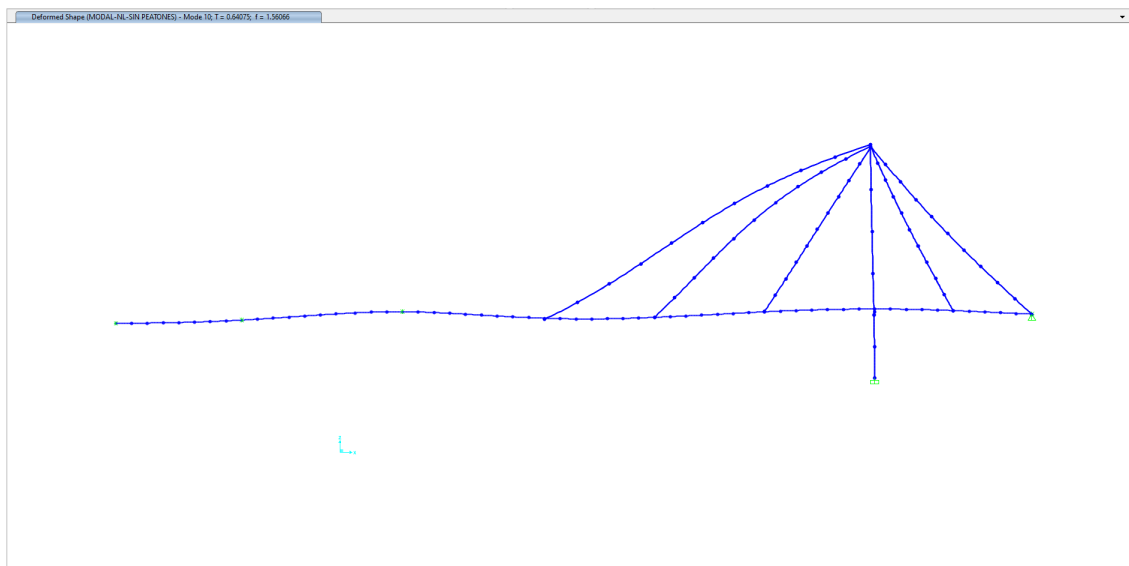 Deformed Shape (MODAL-NL-SIN PEATONES) - Mode 10; T = 0.64075; f = 1.56066